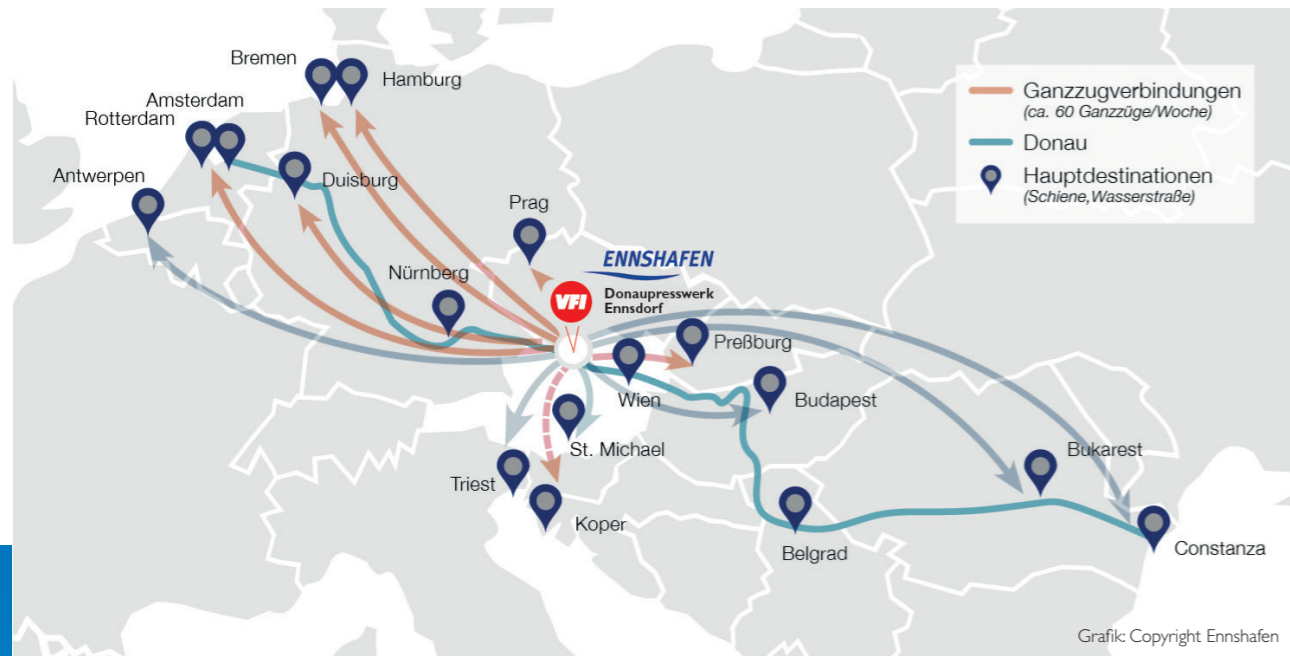 Bremen
Hamburg
Amsterdam
Rotterdam
Antwerpen
Duisburg
Prag
Nürnberg
ENNSHAFEN
VFI
Donaupresswerk
Ennsdorf
Preßburg
Wien
Budapest
St. Michael
Triest
Koper
Belgrad
Bukarest
Constanza
Ganzzugverbindungen
(ca. 60 Ganzzüge/Woche)
Donau
Hauptdestinationen
(Schiene,Wasserstraße)
Grafik: Copyright Ennshafen